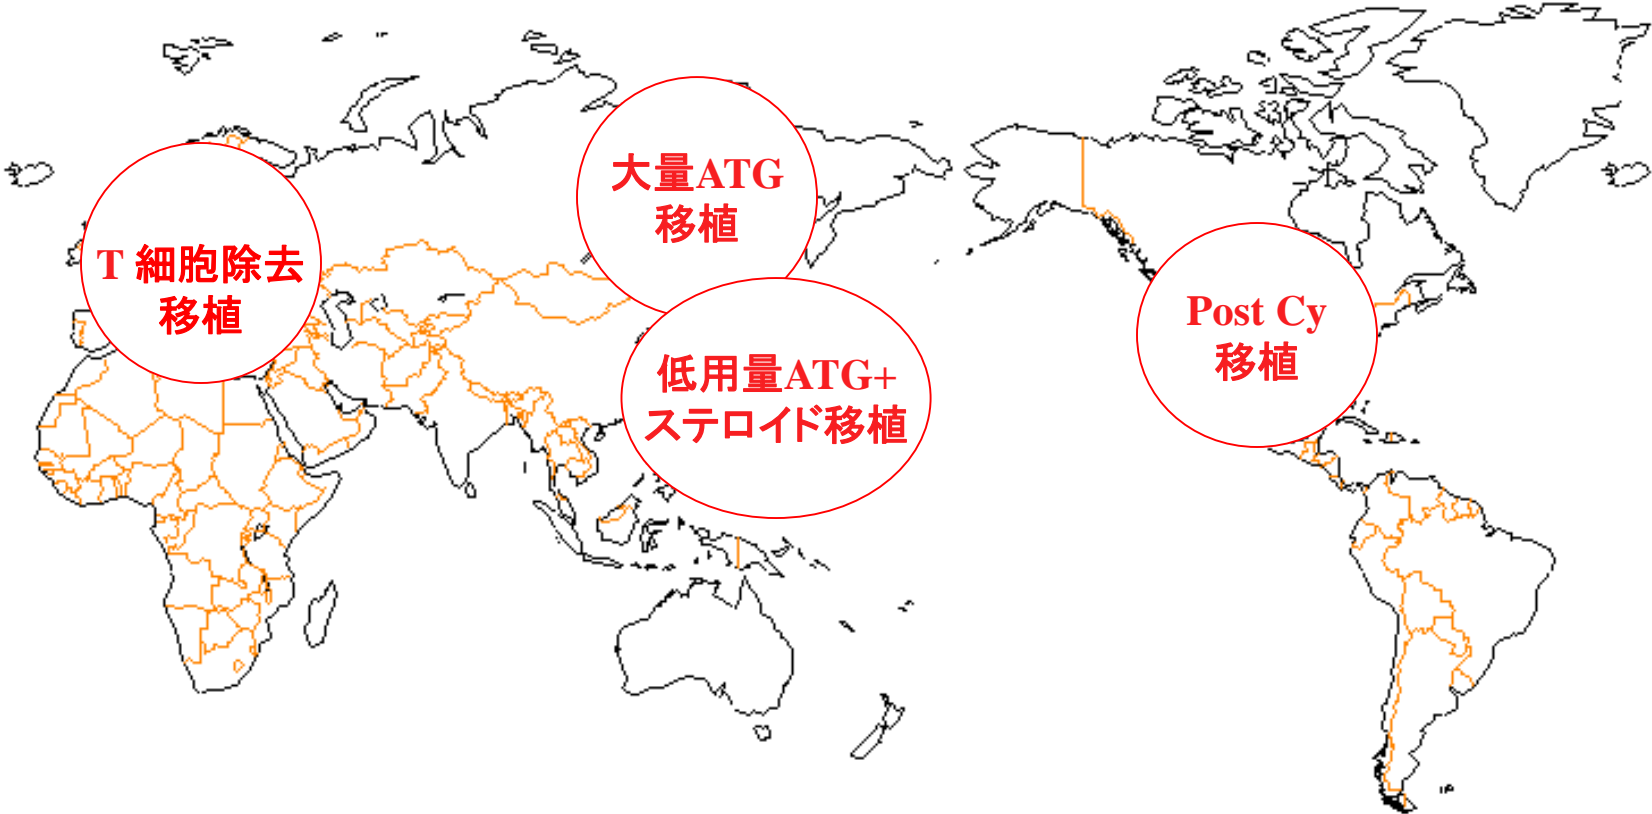 T 細胞除去
移植
大量ATG
移植
低用量ATG+
ステロイド移植
Post Cy
移植